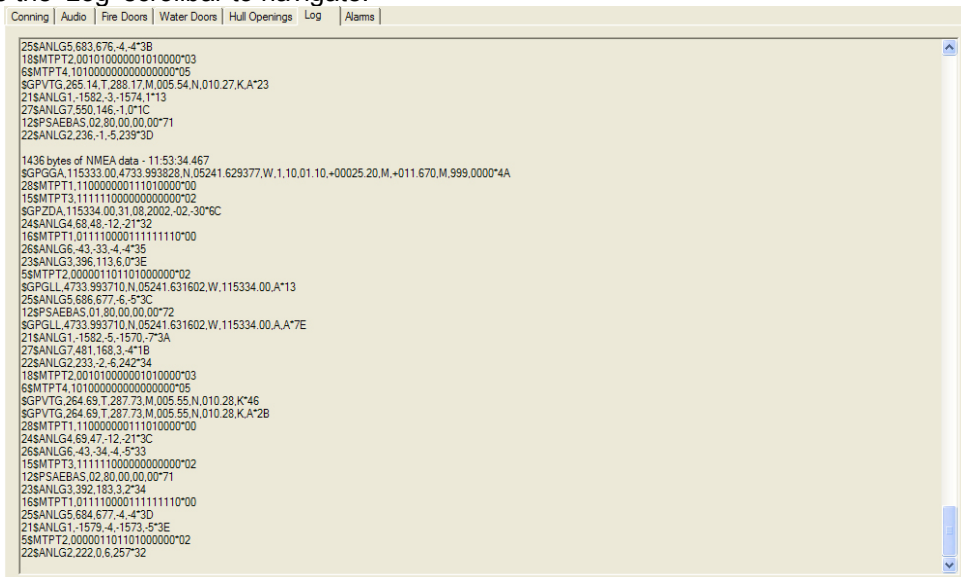 the Log scrollbar to navigate.
Conning Audio Fire Doors Water Doors Hull Openings Log Alarms
25$ANLG5,683,676,-4,-4*3B
18$MTPT2,001010000001010000*03
6$MTPT4,101000000000000000*05
$GPVTG,265.14,T,288.17,M,005.54,N,010.27,K,A*23
21$ANLG1,-1582,-3,-1574,1*13
27$ANLG7,550,146,-1,0*1C
12$PSAEBAS,02,80,00,00,00*71
22$ANLG2,236,-1,-5,239*3D
1436 bytes of NMEA data - 11:53:34.467
$GPGGA,115333.00,4733.993828,N,05241.629377,W,1,10,01.10,+00025.20,M,+011.670,M,999,0000*4A
28$MTPT1,110000000111010000*00
15$MTPT3,111111000000000000*02
$GPZDA,115334.00,31,08,2002,-02,-30*6C
24$ANLG4,68,48,-12,-21*32
16$MTPT1,011110000111111110*00
26$ANLG6,-43,-33,-4,-4*35
23$ANLG3,396,113,6,0*3E
5$MTPT2,000001101101000000*02
$GPGLL,4733.993710,N,05241.631602,W,115334.00,A*13
25$ANLG5,686,677,-6,-5*3C
12$PSAEBAS,01,80,00,00,00*72
$GPGLL,4733.993710,N,05241.631602,W,115334.00,A,A*7E
21$ANLG1,-1582,-5,-1570,-7*3A
27$ANLG7,481,168,3,-4*1B
22$ANLG2,233,-2,-6,242*34
18$MTPT2,001010000001010000*03
6$MTPT4,101000000000000000*05
$GPVTG,264.69,T,287.73,M,005.55,N,010.28,K*46
$GPVTG,264.69,T,287.73,M,005.55,N,010.28,K,A*2B
28$MTPT1,110000000111010000*00
24$ANLG4,69,47,-12,-21*3C
26$ANLG6,-43,-34,-4,-5*33
15$MTPT3,111111000000000000*02
12$PSAEBAS,02,80,00,00,00*71
23$ANLG3,392,183,3,2*34
16$MTPT1,011110000111111110*00
25$ANLG5,684,677,-4,-4*3D
21$ANLG1,-1579,-4,-1573,-5*3E
5$MTPT2,000001101101000000*02
22$ANLG2,222,0,6,257*32